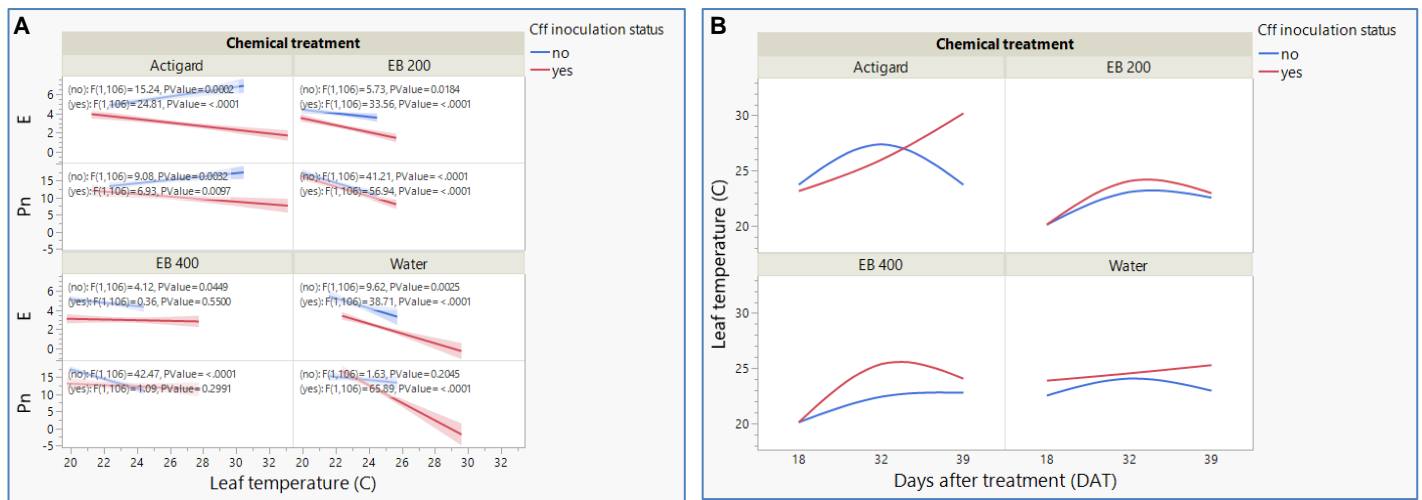 A
Cff inoculation status
no
yes
Chemical treatment
Actigard
EB 200
(no): F(1,106)=15.24, PValue=0.0002
(yes): F(1,106)=24.81, PValue=<.0001
(no): F(1,106)=5.73, PValue=0.0184
(yes): F(1,106)=33.56, PValue=<.0001
E
6
4
2
0
(no): F(1,106)=9.08, PValue=0.0032
(yes): F(1,106)=6.93, PValue=0.0097
(no): F(1,106)=41.21, PValue=<.0001
(yes): F(1,106)=56.94, PValue=<.0001
Pn
15
10
5
0
-5
EB 400
Water
(no): F(1,106)=4.12, PValue=0.0449
(yes): F(1,106)=0.36, PValue=0.5500
(no): F(1,106)=9.62, PValue=0.0025
(yes): F(1,106)=38.71, PValue=<.0001
E
6
4
2
0
(no): F(1,106)=42.47, PValue=<.0001
(yes): F(1,106)=1.09, PValue=0.2991
(no): F(1,106)=1.63, PValue=0.2045
(yes): F(1,106)=65.89, PValue=<.0001
Pn
15
10
5
0
-5
20 22 24 26 28 30 32 20 22 24 26 28 30 32
Leaf temperature (C)
B
Cff inoculation status
no
yes
Chemical treatment
Actigard
EB 200
30
25
20
EB 400
Water
30
25
20
Leaf temperature (C)
18 32 39 18 32 39
Days after treatment (DAT)